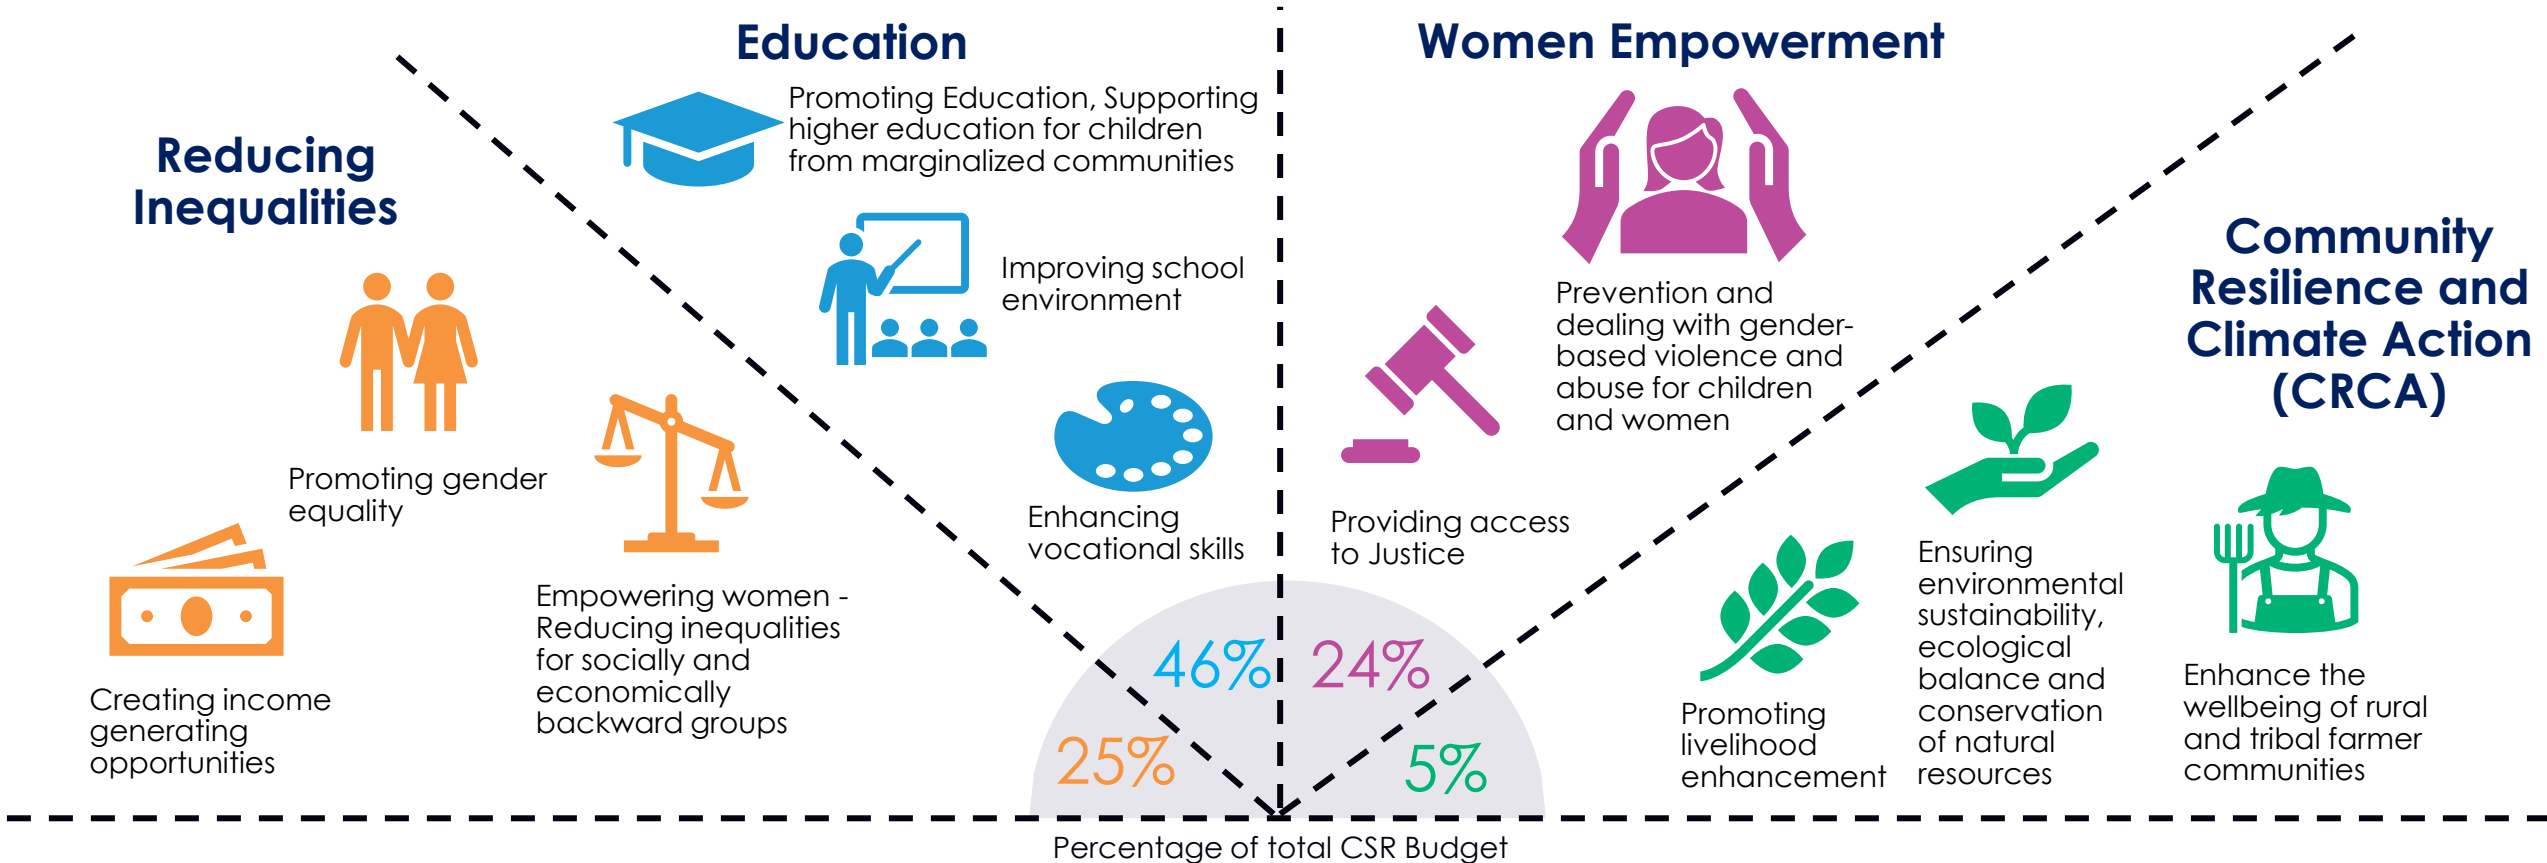 Reducing
Inequalities
Promoting gender
equality
Creating income
generating
opportunities
Empowering women -
Reducing inequalities
for socially and
economically
backward groups
25%
Education
Promoting Education, Supporting
higher education for children
from marginalized communities
Improving school
environment
Enhancing
vocational skills
46%
Women Empowerment
Prevention and
dealing with gender-
based violence and
abuse for children
and women
Providing access
to Justice
24%
Community
Resilience and
Climate Action
(CRCA)
Promoting
livelihood
enhancement
Ensuring
environmental
sustainability,
ecological
balance and
conservation
of natural
resources
Enhance the
wellbeing of rural
and tribal farmer
communities
5%
Percentage of total CSR Budget